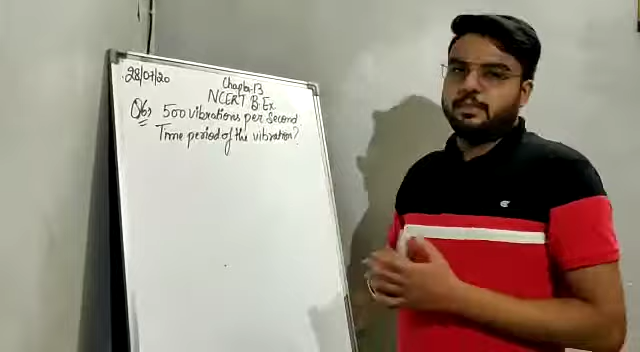 28/07/20
Chapter 13
NCERT B.Ex.
Q6) 500 vibrations per second
Time period of the vibration?